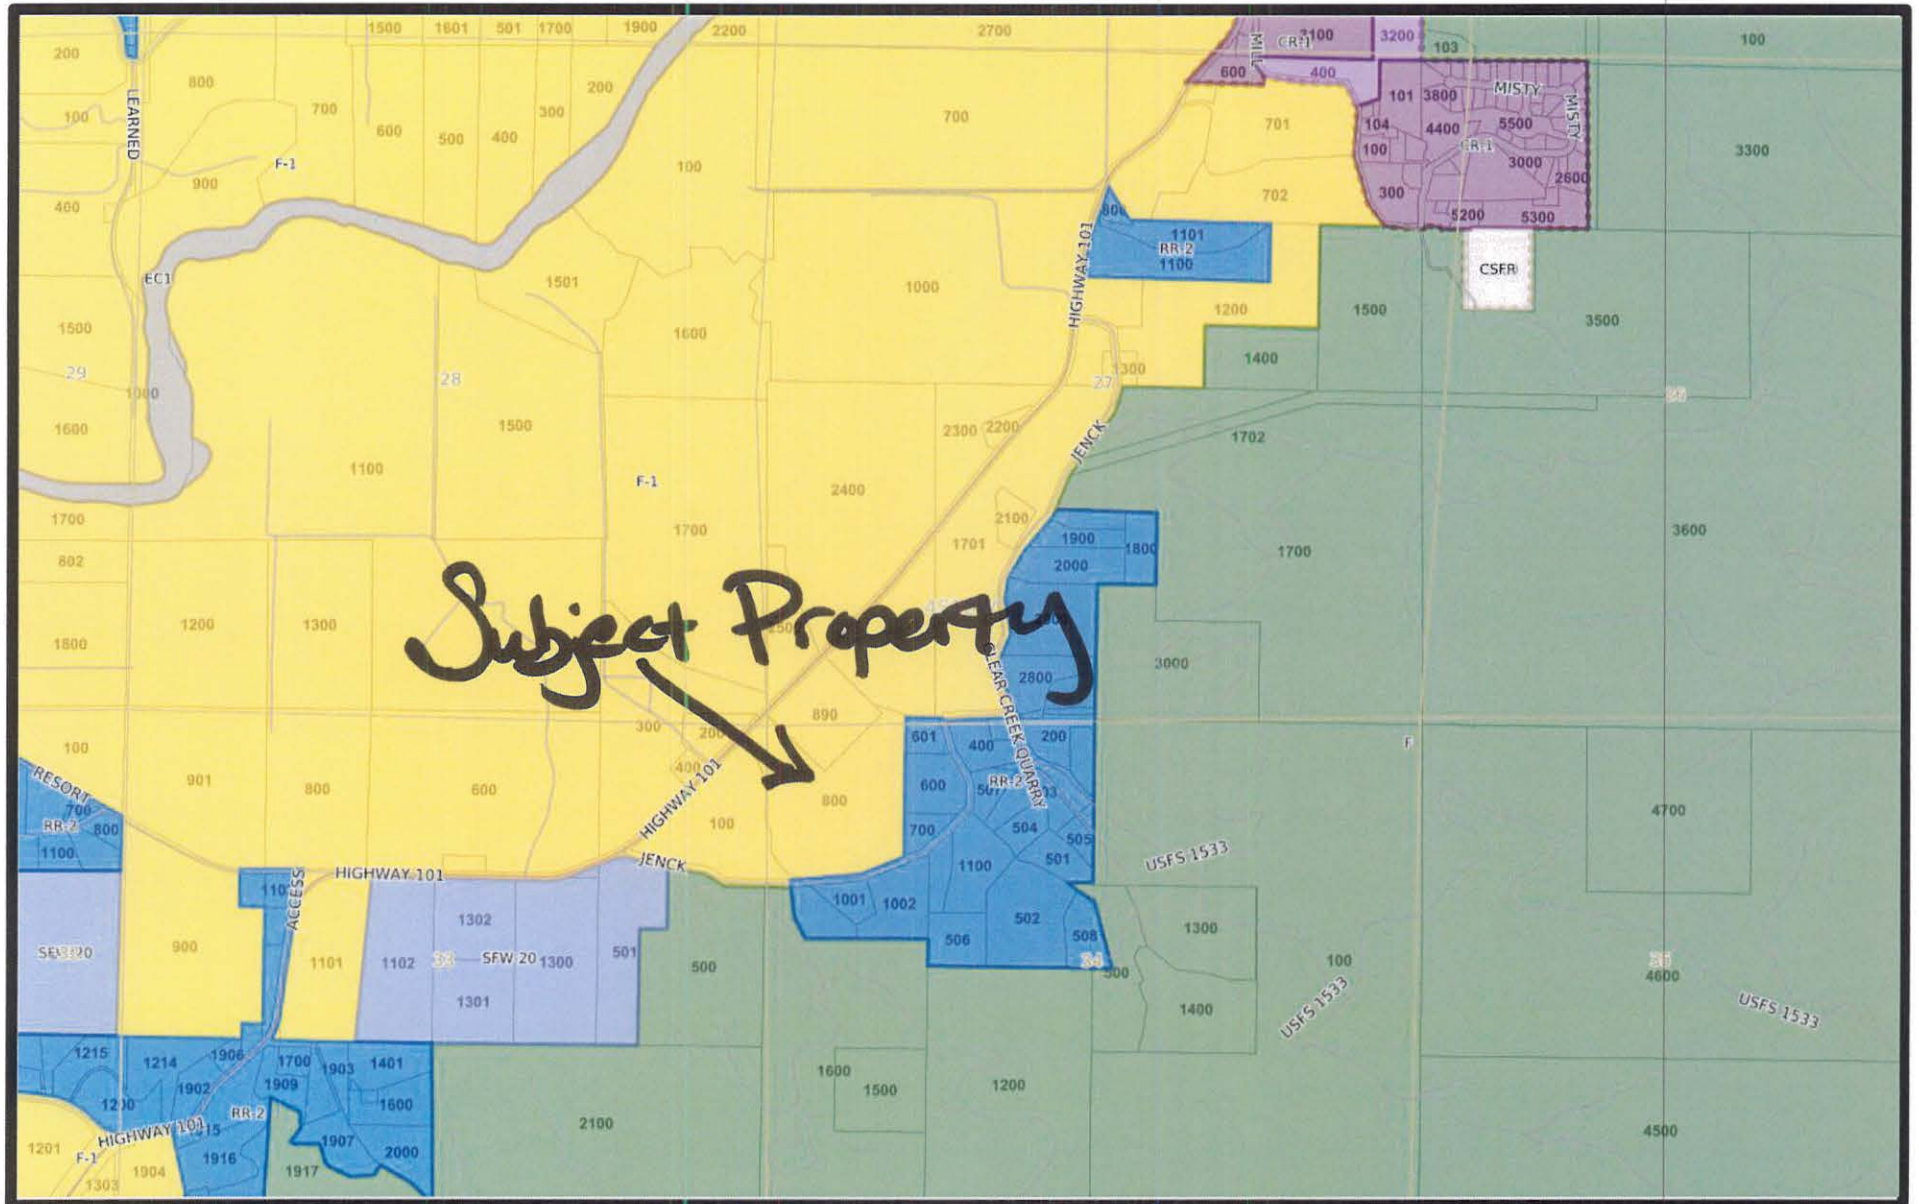 1500 1601 501 1700 1900 2200 2700
3100 3200 103 100
CR-1
MILL
200 800 600 400
200
101 3800 MISTY
MISTY
LEARNED
100 700 300 700 701 104 4400 5500
600 500 400
CR-1
F-1 100 100 3000 3300
900 702 300 2600
400 800 5200 5300
1101
RR-2
1100
HIGHWAY 101
CSFR
EC1 1501 1000 1200 1500 3500
1500 1600
1400
29 28 27 1300
1000
1600 1500 2300 2200 JENCK 1702
1100
F-1 2400
1700 1700 2100 3600
1701 1900 1800 1700
802 2000
Subject Property
1200 1300
1800 2800 3000
CLEAR CREEK QUARRY
890
300 200
100 601 400 200
F
901 800 600 400 800 600 RR-2
HIGHWAY 101
RESORT
700
RR-2 800
1100
100 700 504 505 4700
501
1100
JENCK
USFS 1533
HIGHWAY 101
ACCESS
1001 1002
1302 502 1300
900 1101 1102 33 SFW-20 1300 501 500 506 508 34 100 4600
1301
500
USFS 1533
1400
USFS 1533
1215 1214 1906 1700 1903 1401
1902 1909 1600 1500 1200
1200 1600
RR-2
HIGHWAY 101
2100 4500
1201 1907 2000
F-1 1904 1916 1917
1303